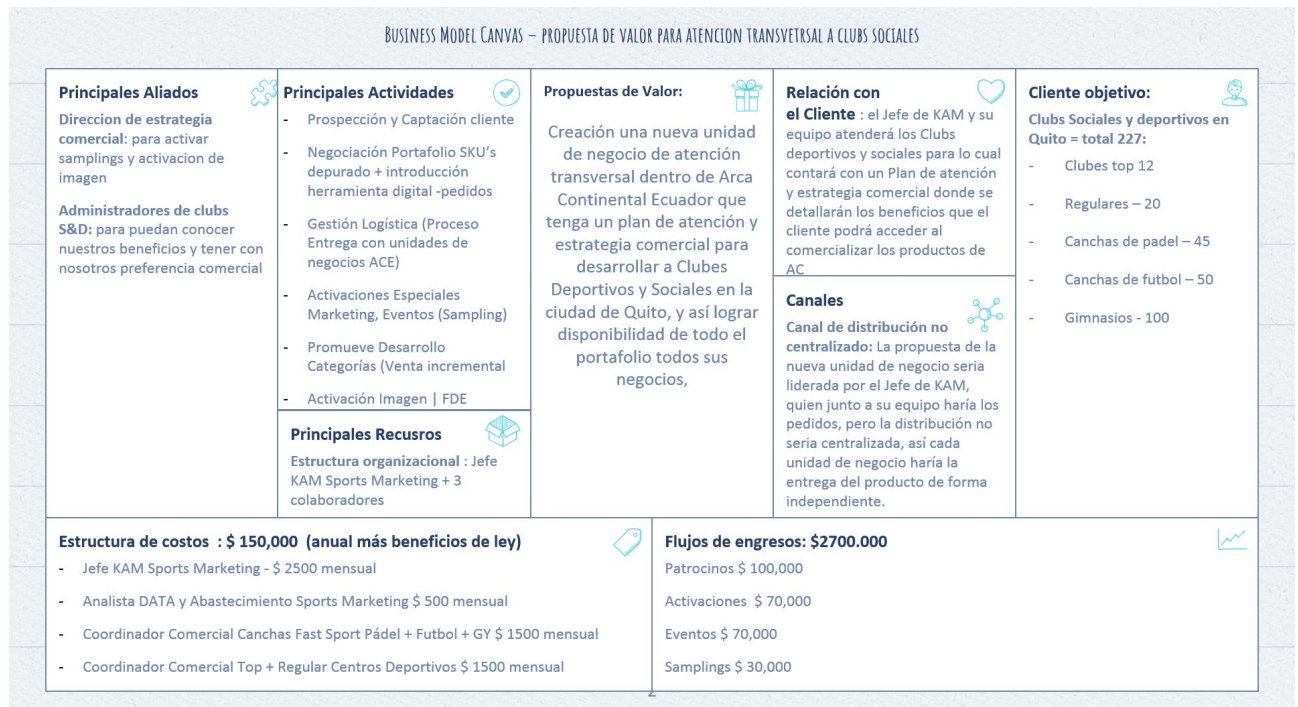 BUSINESS MODEL CANVAS – PROPUESTA DE VALOR PARA ATENCION TRANSVETRSAL A CLUBS SOCIALES
Principales Aliados
Direccion de estrategia
comercial: para activar
samplings y activacion de
imagen
Administradores de clubs
S&D: para puedan conocer
nuestros beneficios y tener con
nosotros preferencia comercial
Principales Actividades
- Prospección y Captación cliente
- Negociación Portafolio SKU's
depurado + introducción
herramienta digital -pedidos
- Gestión Logística (Proceso
Entrega con unidades de
negocios ACE)
- Activaciones Especiales
Marketing, Eventos (Sampling)
- Promueve Desarrollo
Categorías (Venta incremental
- Activación Imagen | FDE
Principales Recusros
Estructura organizacional : Jefe
KAM Sports Marketing + 3
colaboradores
Propuestas de Valor:
Creación una nueva unidad
de negocio de atención
transversal dentro de Arca
Continental Ecuador que
tenga un plan de atención y
estrategia comercial para
desarrollar a Clubes
Deportivos y Sociales en la
ciudad de Quito, y así lograr
disponibilidad de todo el
portafolio todos sus
negocios,
Relación con
el Cliente : el Jefe de KAM y su
equipo atenderá los Clubs
deportivos y sociales para lo cual
contará con un Plan de atención
y estrategia comercial donde se
detallarán los beneficios que el
cliente podrá acceder al
comercializar los productos de
AC
Canales
Canal de distribución no
centralizado: La propuesta de la
nueva unidad de negocio seria
liderada por el Jefe de KAM,
quien junto a su equipo haría los
pedidos, pero la distribución no
seria centralizada, así cada
unidad de negocio haría la
entrega del producto de forma
independiente.
Cliente objetivo:
Clubs Sociales y deportivos en
Quito = total 227:
- Clubes top 12
- Regulares – 20
- Canchas de padel – 45
- Canchas de futbol – 50
- Gimnasios - 100
Estructura de costos : $ 150,000 (anual más beneficios de ley)
- Jefe KAM Sports Marketing - $ 2500 mensual
- Analista DATA y Abastecimiento Sports Marketing $ 500 mensual
- Coordinador Comercial Canchas Fast Sport Pádel + Futbol + GY $ 1500 mensual
- Coordinador Comercial Top + Regular Centros Deportivos $ 1500 mensual
Flujos de engresos: $2700.000
Patrocinos $ 100,000
Activaciones $ 70,000
Eventos $ 70,000
Samplings $ 30,000
2